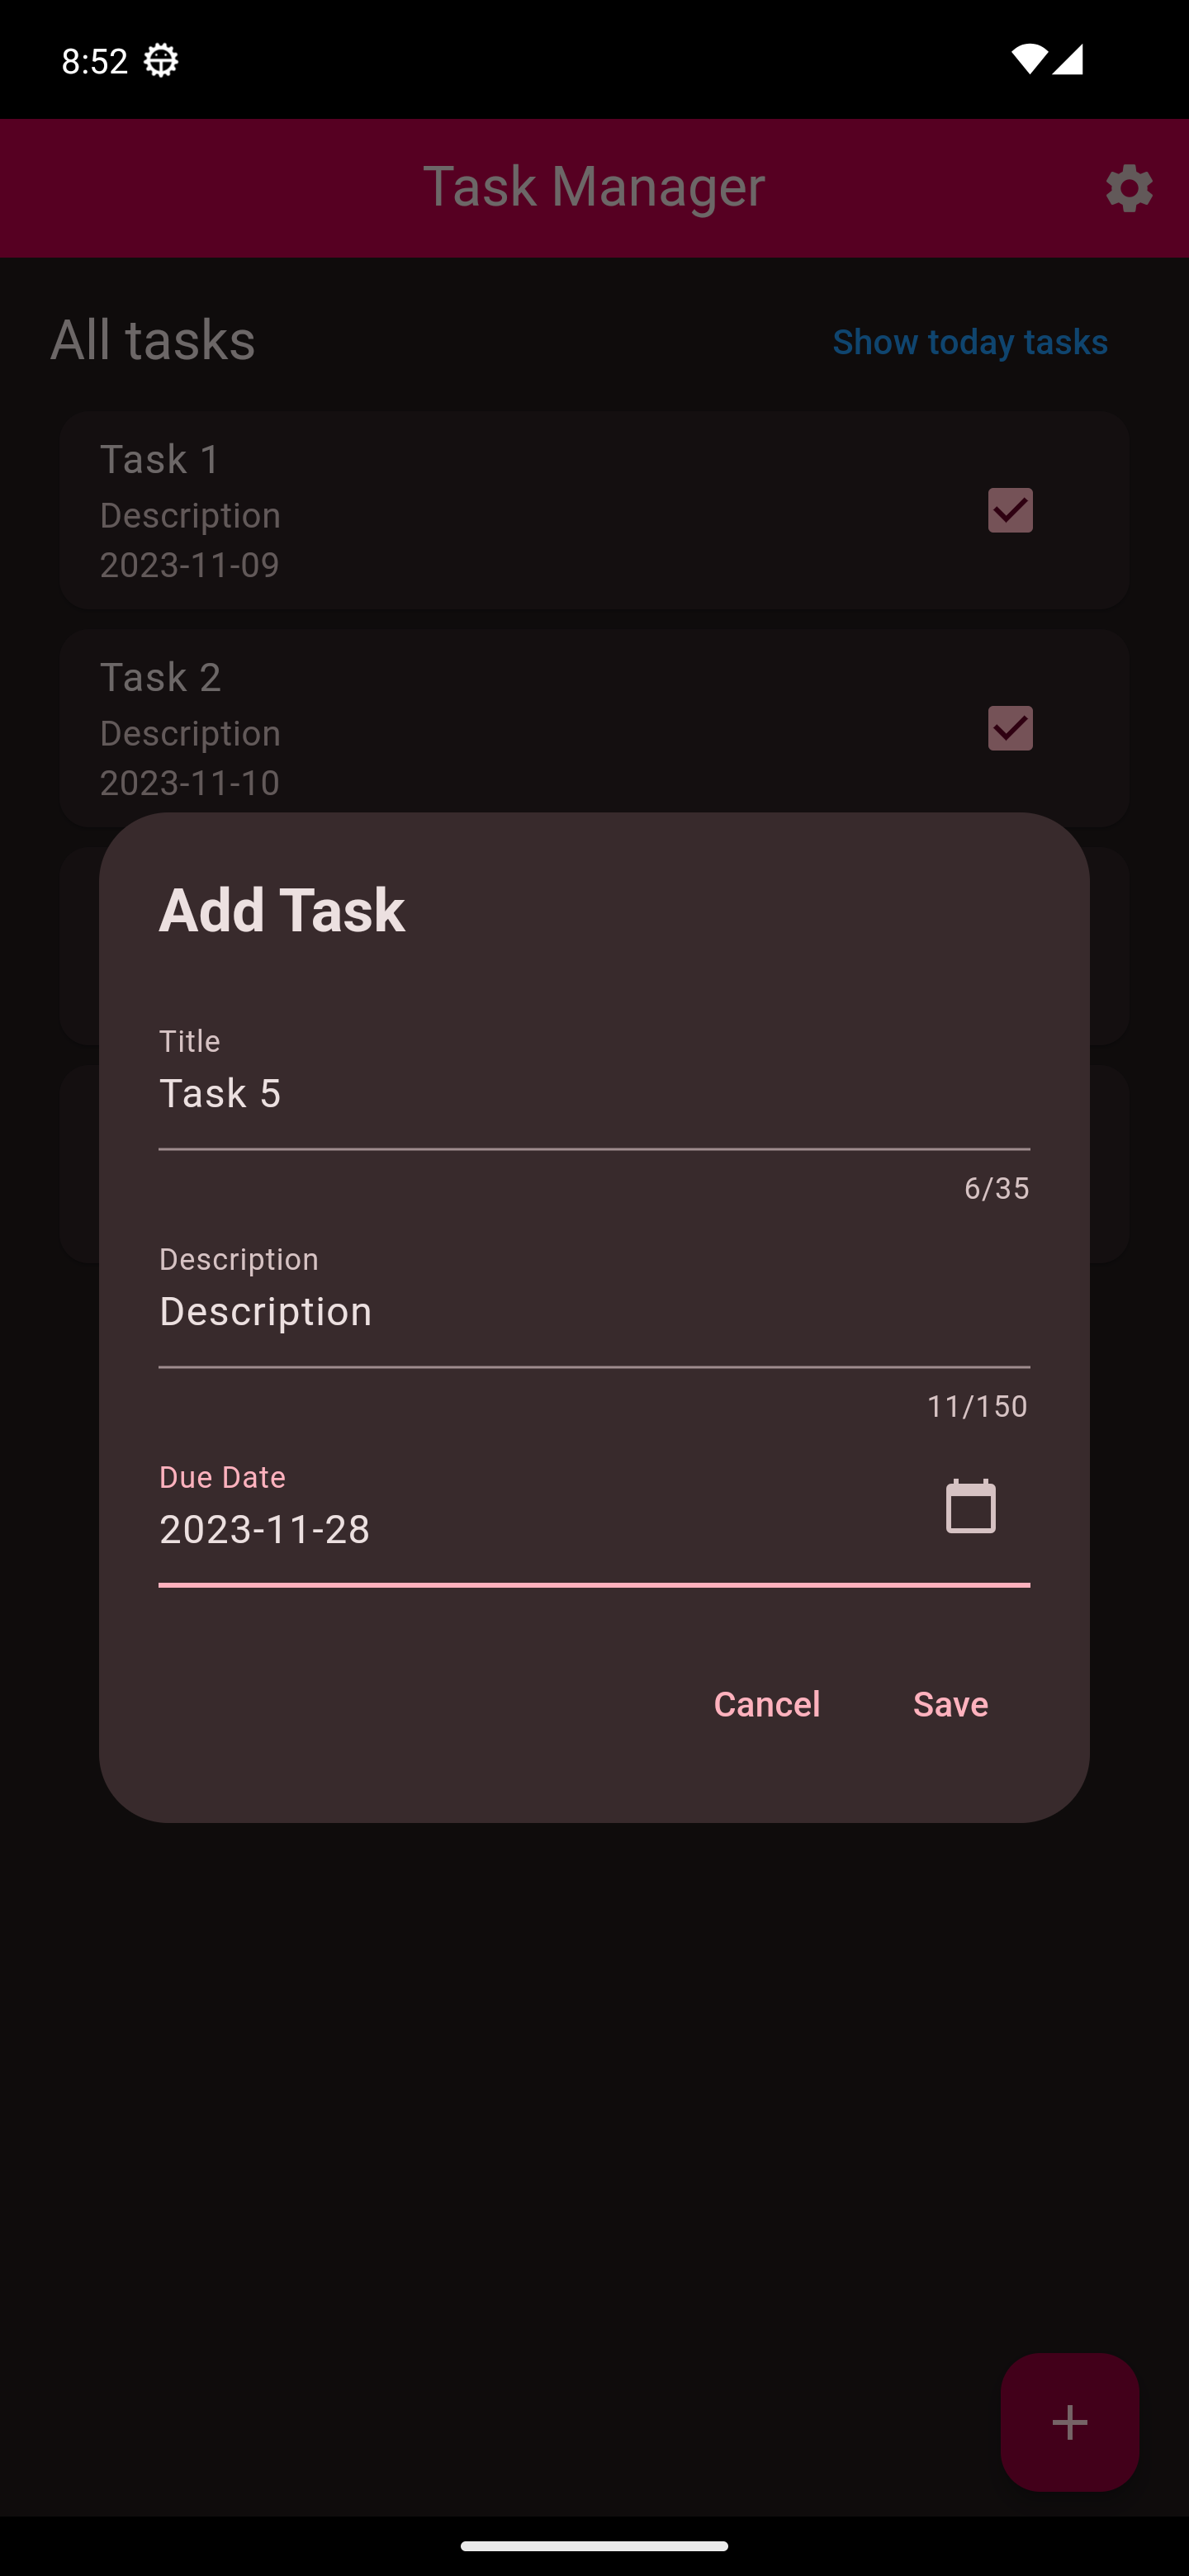 8:52
Task Manager
All tasks
Show today tasks
Task 1
Description
2023-11-09
Task 2
Description
2023-11-10
Add Task
Title
Task 5
6/35
Description
Description
11/150
Due Date
2023-11-28
Cancel
Save